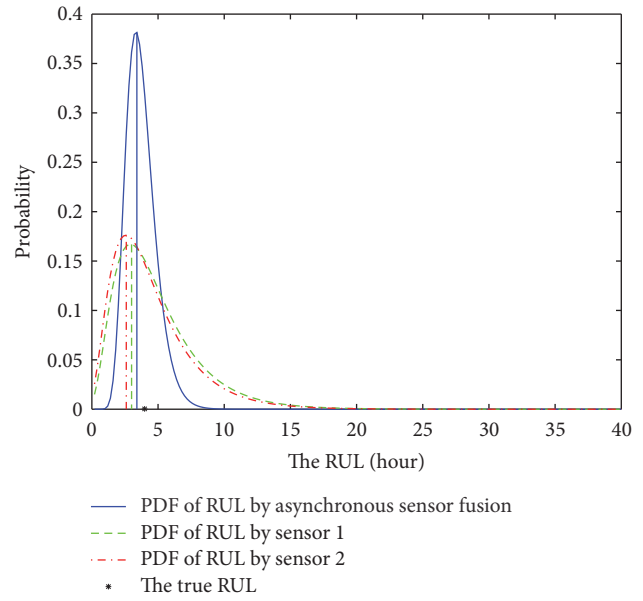 0.4
0.35
0.3
0.25
0.2
0.15
0.1
0.05
0
Probability
0 5 10 15 20 25 30 35 40
The RUL (hour)
PDF of RUL by asynchronous sensor fusion
PDF of RUL by sensor 1
PDF of RUL by sensor 2
The true RUL